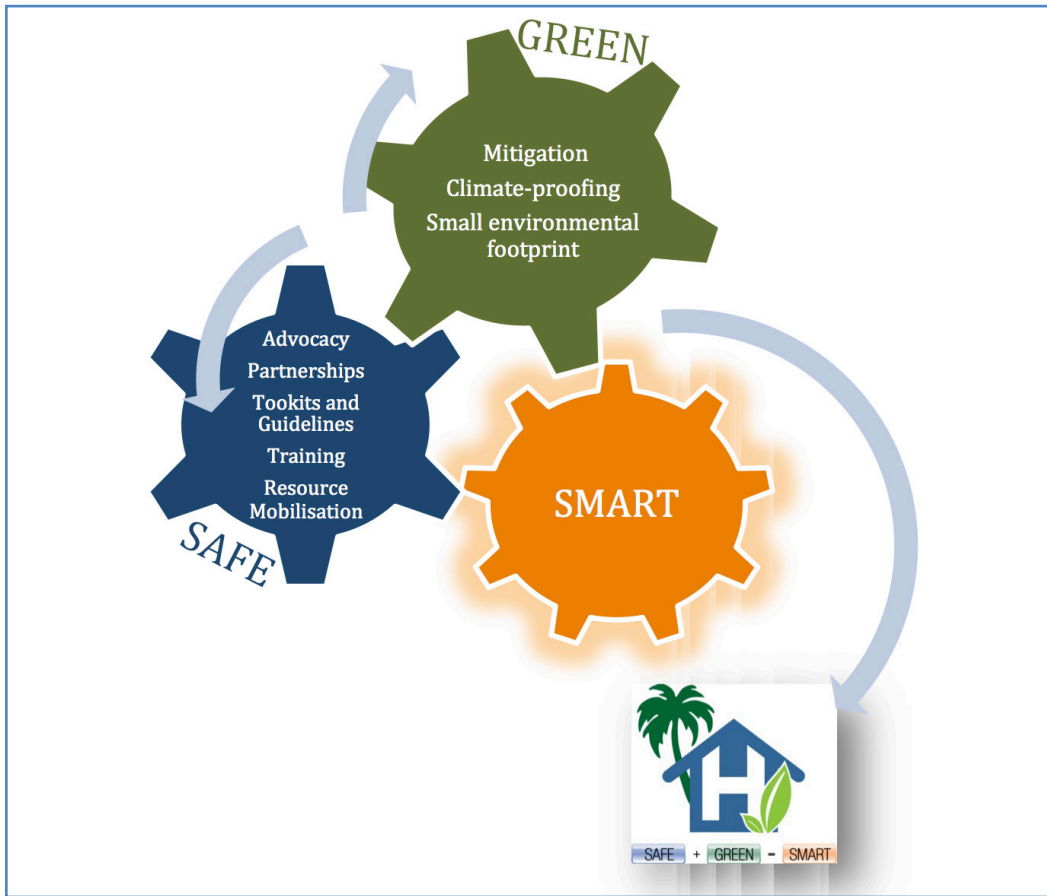 GREEN
Mitigation
Climate-proofing
Small environmental
footprint
Advocacy
Partnerships
Tookits and
Guidelines
Training
Resource
Mobilisation
SAFE
SMART
H
SAFE + GREEN = SMART